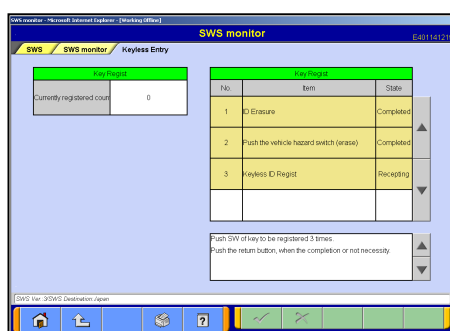 SWS monitor - Microsoft Internet Explorer - [Working Offline]
SWS monitor
SWS
SWS monitor
Keyless Entry
Key Regist
Currently registered coun
0
Key Regist
No.
Item
State
1
ID Erasure
Completed
2
Push the vehicle hazard switch (erase)
Completed
3
Keyless ID Regist
Recepting
Push SW of key to be registered 3 times.
Push the return button, when the completion or not necessity.
SWS Ver. 3/SWS Destination:Japan
?